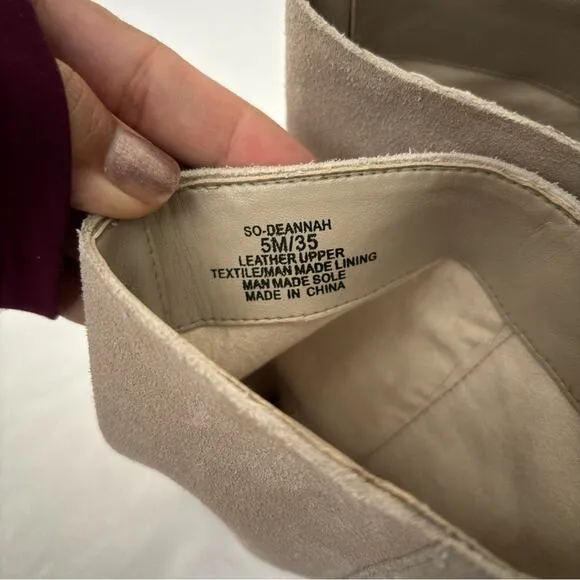 SO-DEANNAH
5M/35
LEATHER UPPER
TEXTILE/MAN MADE LINING
MAN MADE SOLE
MADE IN CHINA